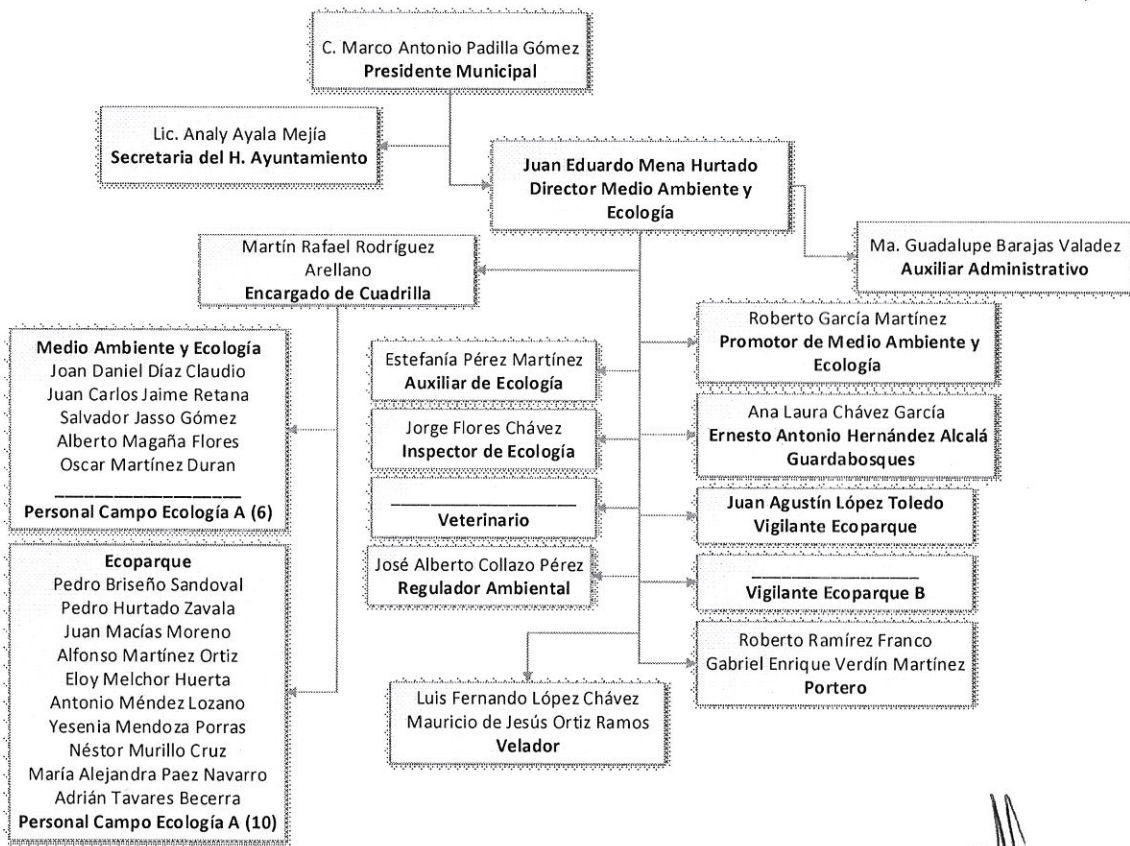 C. Marco Antonio Padilla Gómez
Presidente Municipal
Lic. Analy Ayala Mejía
Secretaria del H. Ayuntamiento
Juan Eduardo Mena Hurtado
Director Medio Ambiente y
Ecología
Ma. Guadalupe Barajas Valadez
Auxiliar Administrativo
Martín Rafael Rodríguez
Arellano
Encargado de Cuadrilla
Medio Ambiente y Ecología
Joan Daniel Díaz Claudio
Juan Carlos Jaime Retana
Salvador Jasso Gómez
Alberto Magaña Flores
Oscar Martínez Duran
____________________
Personal Campo Ecología A (6)
Ecoparque
Pedro Briseño Sandoval
Pedro Hurtado Zavala
Juan Macías Moreno
Alfonso Martínez Ortiz
Eloy Melchor Huerta
Antonio Méndez Lozano
Yesenia Mendoza Porras
Néstor Murillo Cruz
María Alejandra Paez Navarro
Adrián Tavares Becerra
Personal Campo Ecología A (10)
Estefanía Pérez Martínez
Auxiliar de Ecología
Jorge Flores Chávez
Inspector de Ecología
____________________
Veterinario
José Alberto Collazo Pérez
Regulador Ambiental
Luis Fernando López Chávez
Mauricio de Jesús Ortiz Ramos
Velador
Roberto García Martínez
Promotor de Medio Ambiente y
Ecología
Ana Laura Chávez García
Ernesto Antonio Hernández Alcalá
Guardabosques
Juan Agustín López Toledo
Vigilante Ecoparque
____________________
Vigilante Ecoparque B
Roberto Ramírez Franco
Gabriel Enrique Verdín Martínez
Portero